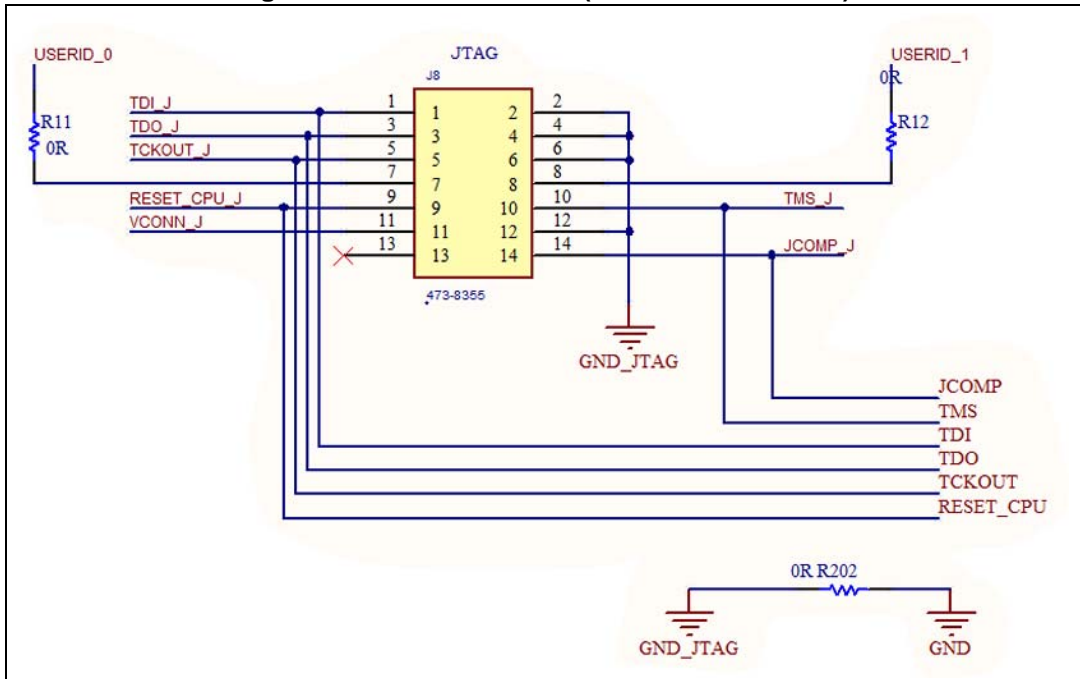 USERID_0
JTAG
USERID_1
J8
0R
TDI_J
1
1
2
2
R11
TDO_J
3
3
4
4
R12
0R
TCKOUT_J
5
5
6
6
7
7
8
8
RESET_CPU_J
9
9
10
10
TMS_J
VCONN_J
11
11
12
12
13
13
14
14
JCOMP_J
473-8355
GND_JTAG
JCOMP
TMS
TDI
TDO
TCKOUT
RESET_CPU
0R R202
GND_JTAG
GND